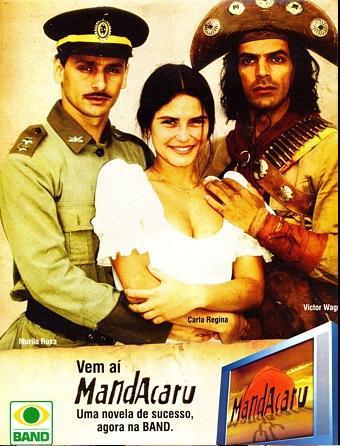 Murilo Rosa
Carla Regina
Victor Wag
Vem aí
MandAcaru
Uma novela de sucesso,
agora na BAND.
MandAcaru
BAND